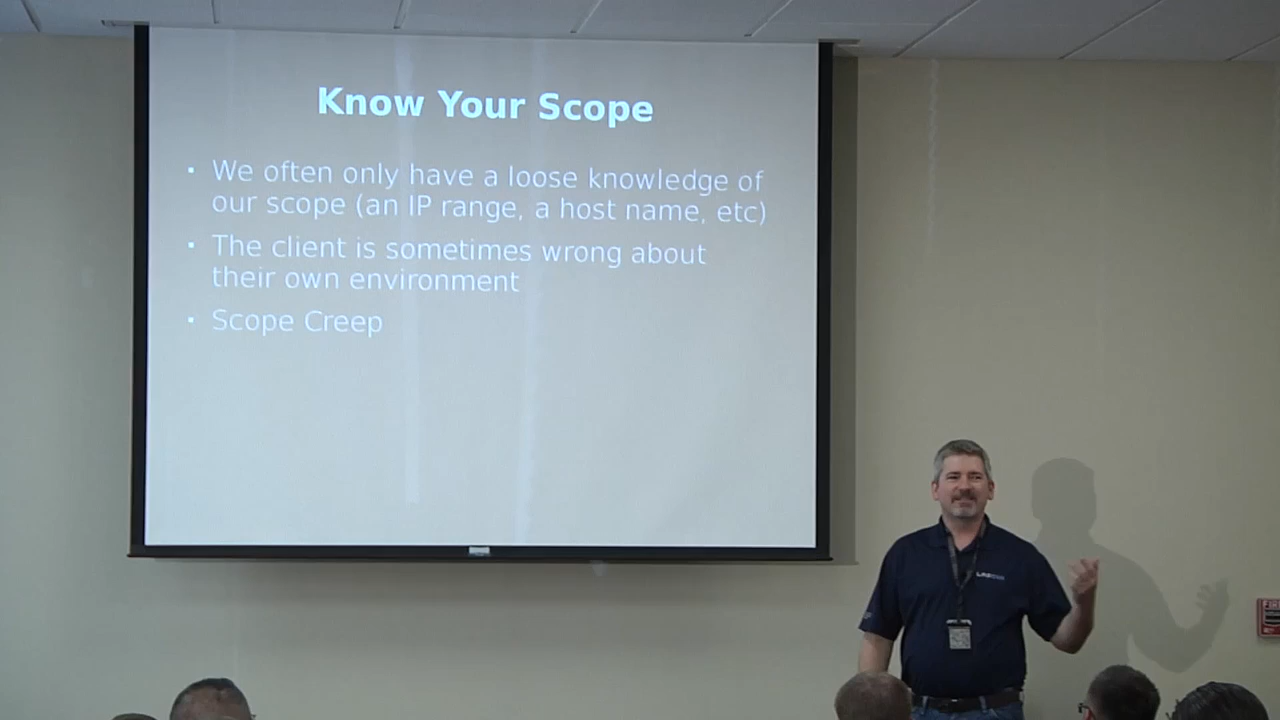 Know Your Scope
• We often only have a loose knowledge of
our scope (an IP range, a host name, etc)
• The client is sometimes wrong about
their own environment
• Scope Creep